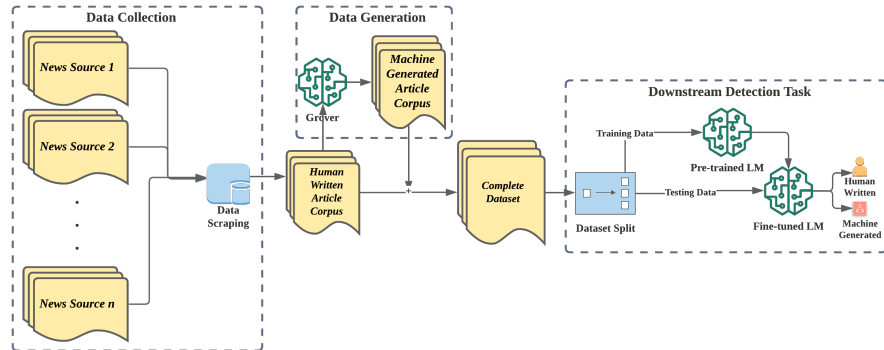 Data Collection
News Source 1
News Source 2
News Source n
Data
Scraping
Data Generation
Grover
Machine
Generated
Article
Corpus
Human
Written
Article
Corpus
+
Complete
Dataset
Downstream Detection Task
Dataset Split
Training Data
Testing Data
Pre-trained LM
Fine-tuned LM
Human
Written
Machine
Generated